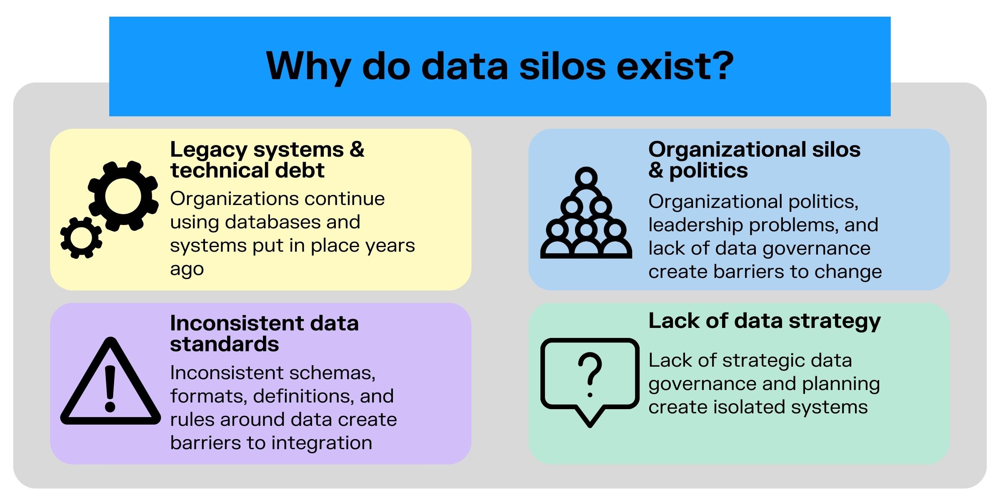 Why do data silos exist?
Legacy systems &
technical debt
Organizations continue
using databases and
systems put in place years
ago
Organizational silos
& politics
Organizational politics,
leadership problems, and
lack of data governance
create barriers to change
Inconsistent data
standards
Inconsistent schemas,
formats, definitions, and
rules around data create
barriers to integration
Lack of data strategy
Lack of strategic data
governance and planning
create isolated systems